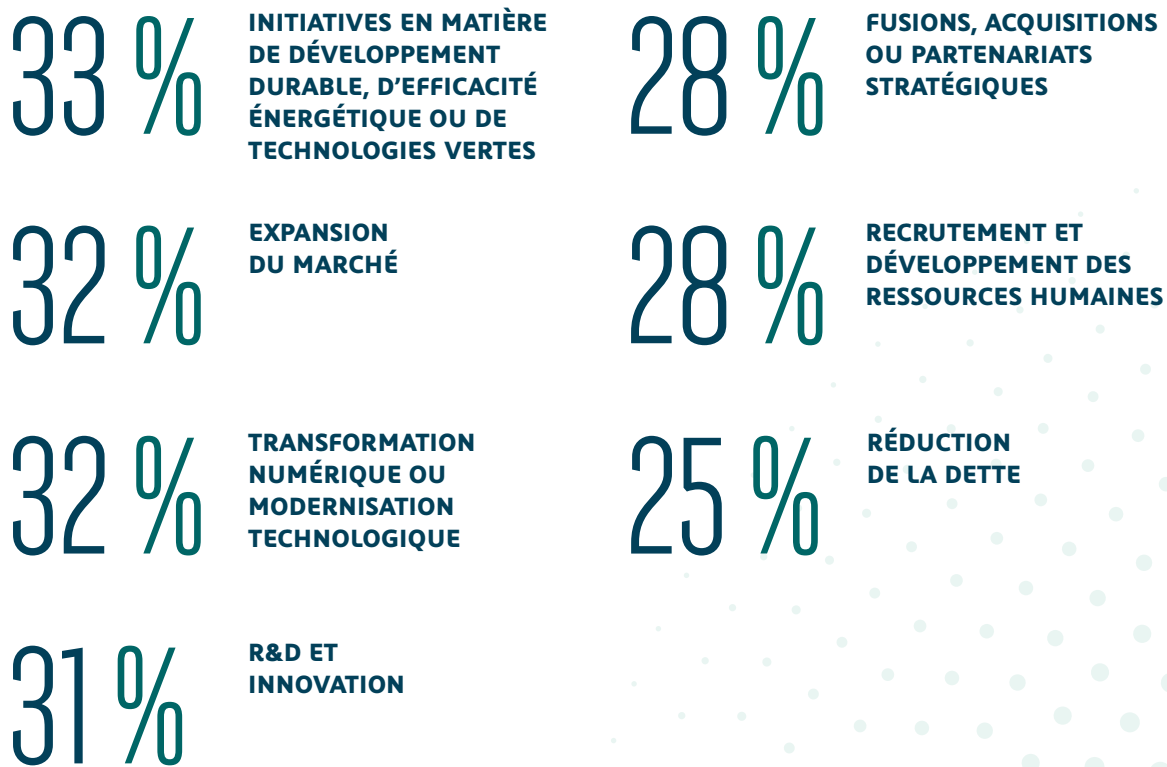 33 %
INITIATIVES EN MATIÈRE
DE DÉVELOPPEMENT
DURABLE, D’EFFICACITÉ
ÉNERGÉTIQUE OU DE
TECHNOLOGIES VERTES
32 %
EXPANSION
DU MARCHÉ
32 %
TRANSFORMATION
NUMÉRIQUE OU
MODERNISATION
TECHNOLOGIQUE
31 %
R&D ET
INNOVATION
28 %
FUSIONS, ACQUISITIONS
OU PARTENARIATS
STRATÉGIQUES
28 %
RECRUTEMENT ET
DÉVELOPPEMENT DES
RESSOURCES HUMAINES
25 %
RÉDUCTION
DE LA DETTE